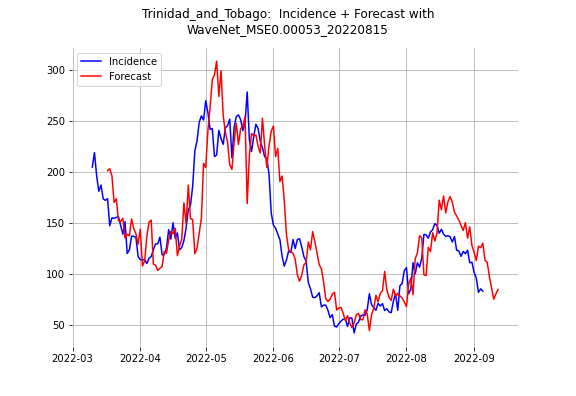 Trinidad_and_Tobago:  Incidence + Forecast with
WaveNet_MSE0.00053_20220815
Incidence
Forecast
300
250
200
150
100
50
2022-03 2022-04 2022-05 2022-06 2022-07 2022-08 2022-09